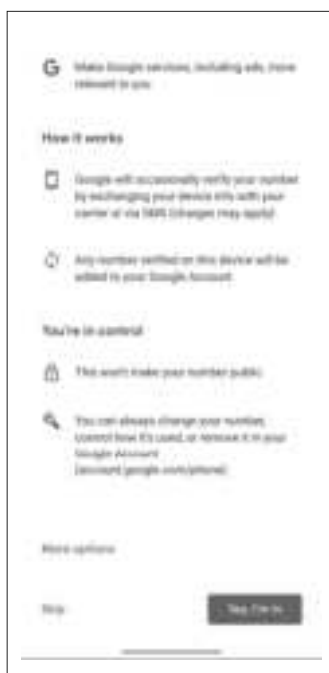 G
Make Google services, including ads, more
relevant to you
How it works
Google will occasionally verify your number
by exchanging your device info with your
carrier or via SMS (charges may apply)
Any number verified on this device will be
added to your Google Account
You're in control
This won't make your number public
You can always change your number,
control how it's used, or remove it in your
Google Account
(account.google.com/phone)
More options
Skip
Yes, I'm in